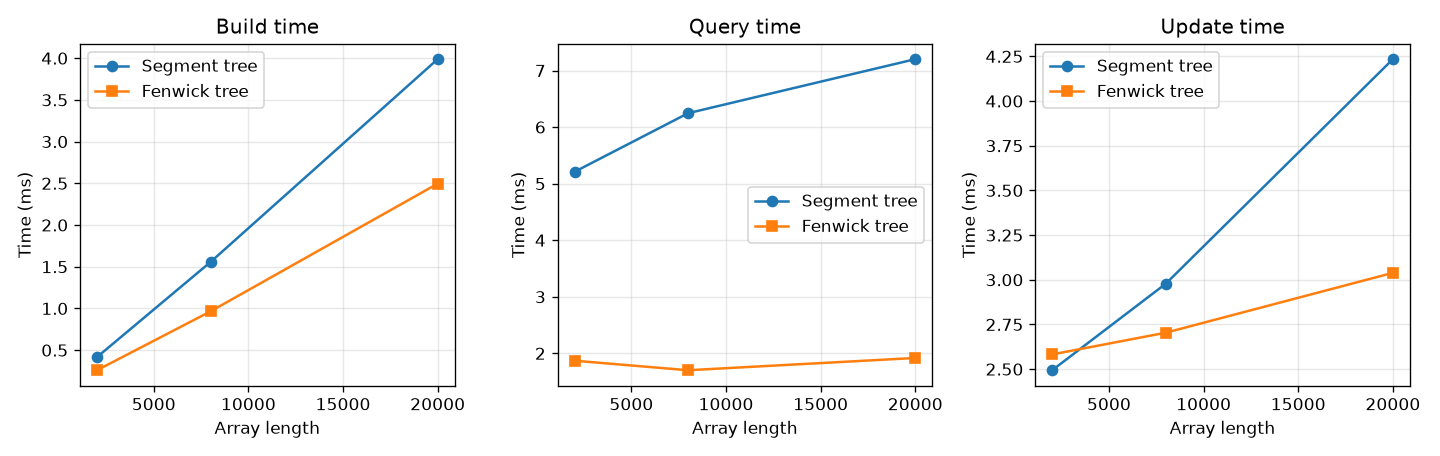 Build time
Time (ms)
4.0
3.5
3.0
2.5
2.0
1.5
1.0
0.5
Segment tree
Fenwick tree
5000 10000 15000 20000
Array length
Query time
Time (ms)
7
6
5
4
3
2
Segment tree
Fenwick tree
5000 10000 15000 20000
Array length
Update time
Time (ms)
4.25
4.00
3.75
3.50
3.25
3.00
2.75
2.50
Segment tree
Fenwick tree
5000 10000 15000 20000
Array length